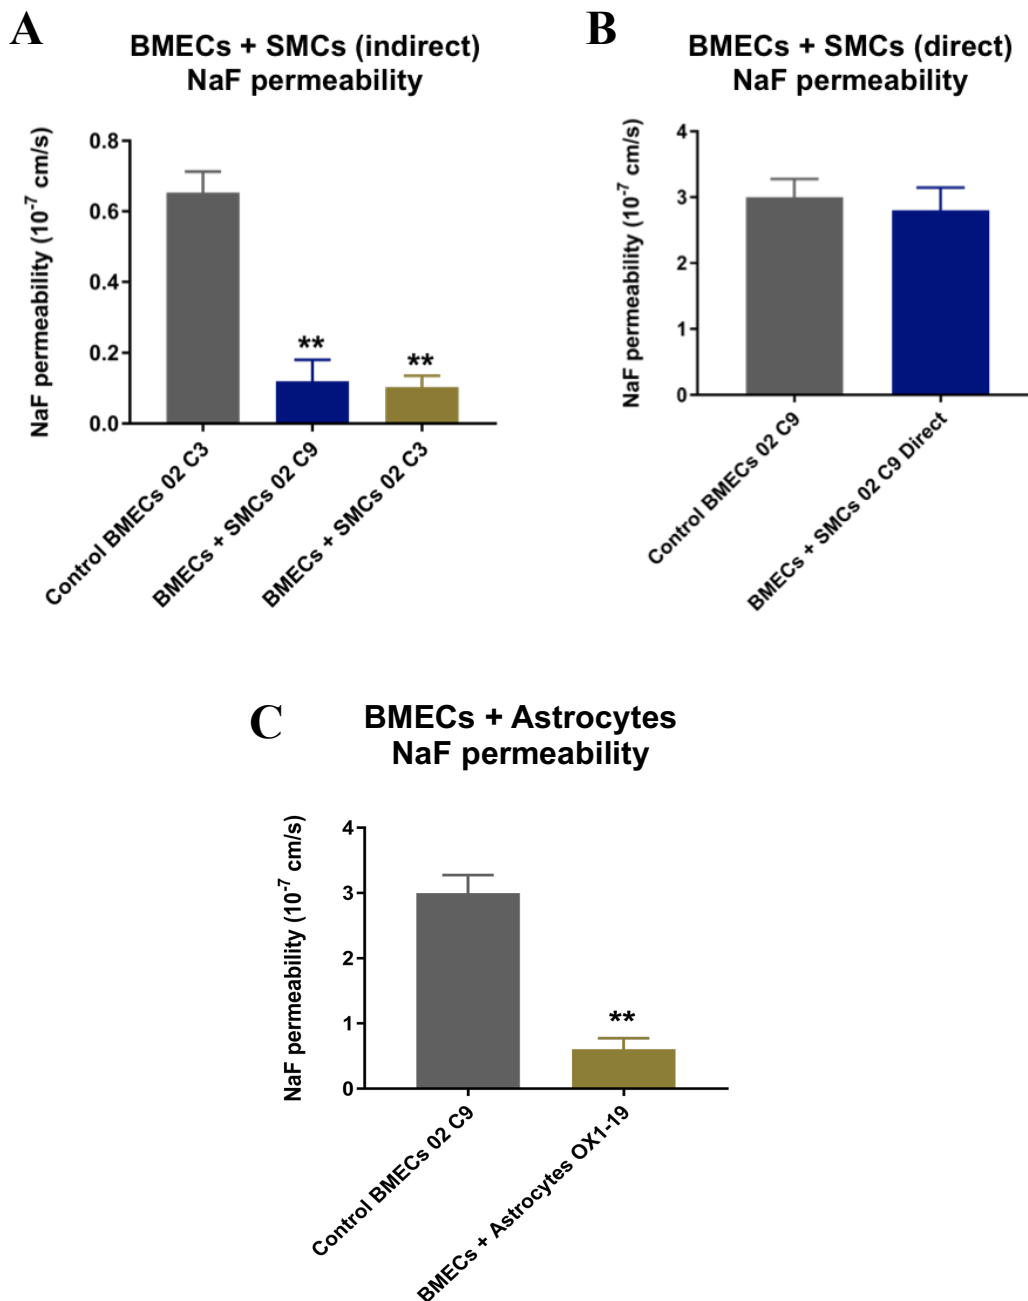 A
BMECs + SMCs (indirect)
NaF permeability
NaF permeability (10⁻⁷ cm/s)
0.8
0.6
0.4
0.2
0.0
**
**
Control BMECs 02 C3
BMECs + SMCs 02 C9
BMECs + SMCs 02 C3
B
BMECs + SMCs (direct)
NaF permeability
NaF permeability (10⁻⁷ cm/s)
4
3
2
1
0
Control BMECs 02 C9
BMECs + SMCs 02 C9 Direct
C
BMECs + Astrocytes
NaF permeability
NaF permeability (10⁻⁷ cm/s)
4
3
2
1
0
**
Control BMECs 02 C9
BMECs + Astrocytes OX1-19